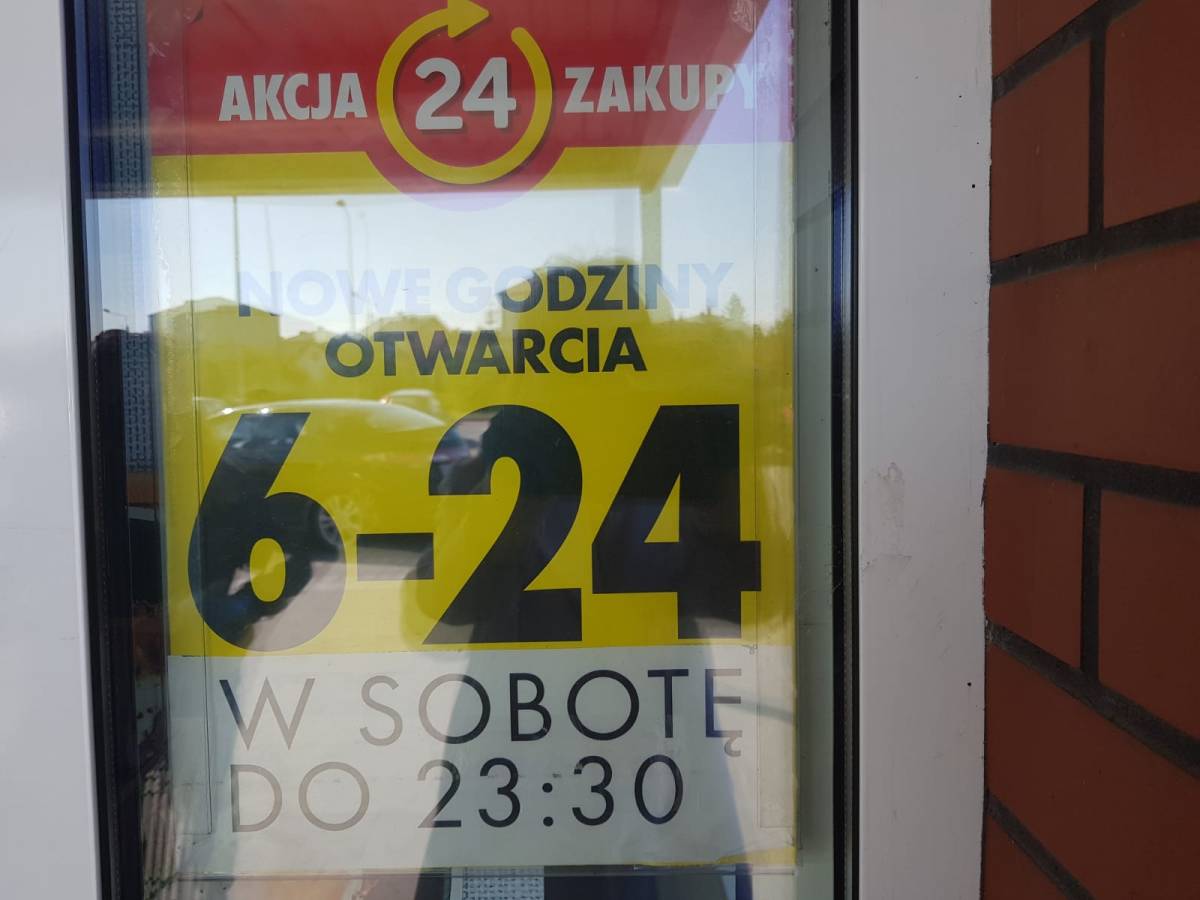 AKCJA 24 ZAKUPY
NOWE GODZINY
OTWARCIA
6-24
W SOBOTĘ
DO 23:30